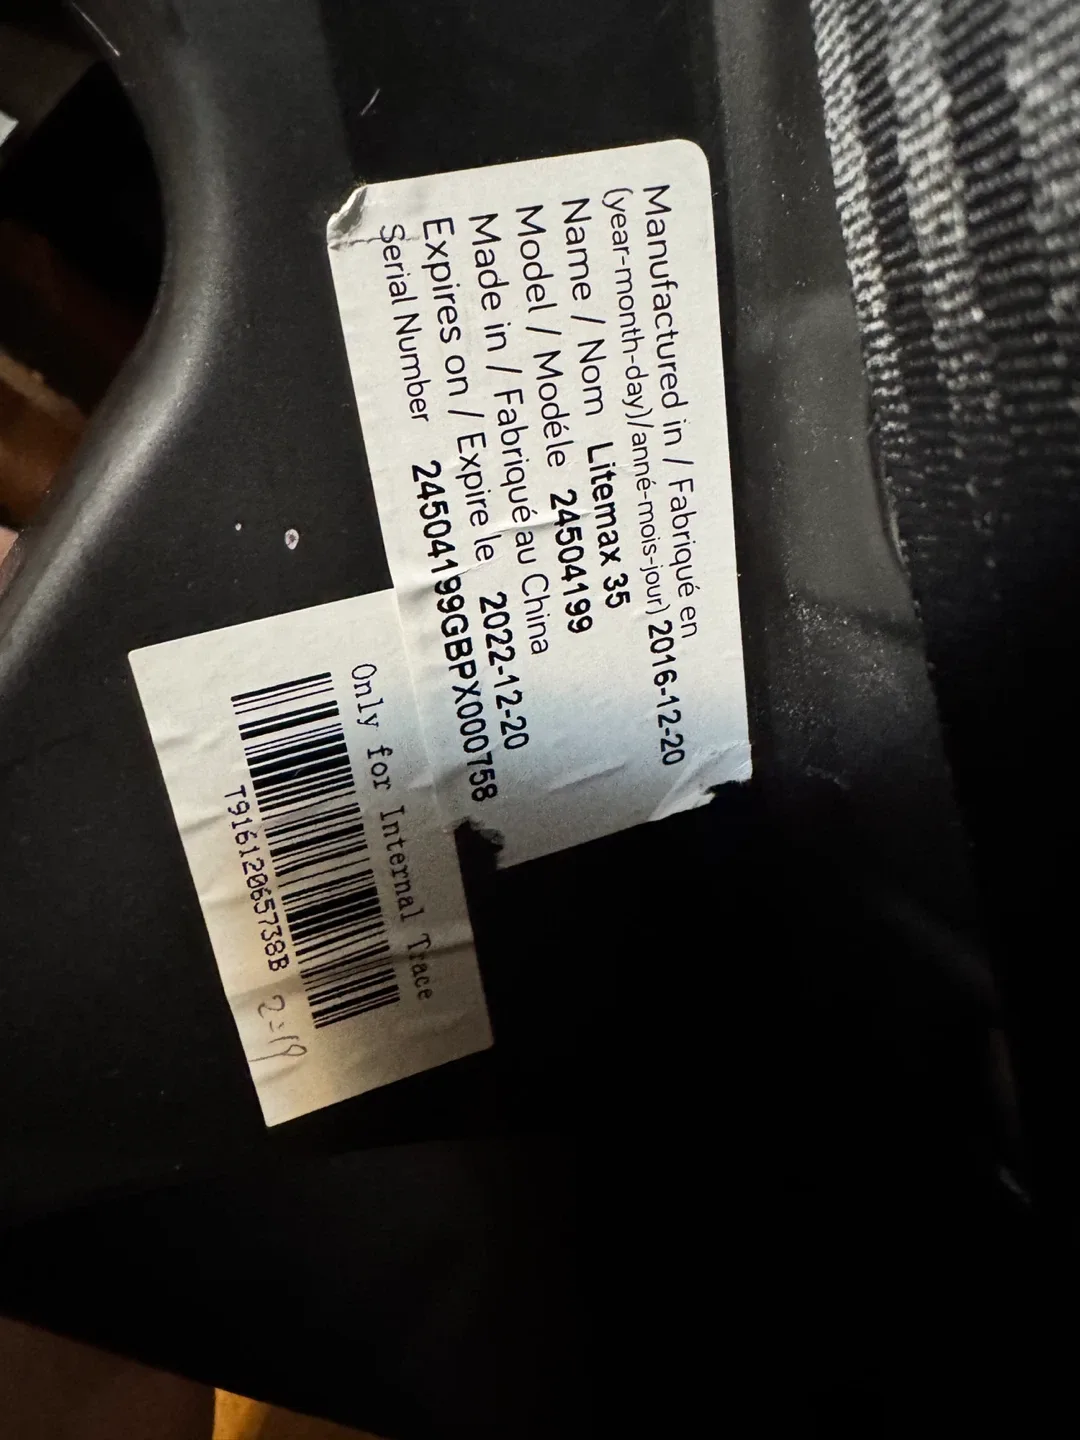 Manufactured in / Fabriqué en
(year-month-day)/anné-mois-jour) 2016-12-20
Name / Nom Litemax 35
Model / Modéle 24504199
Made in / Fabriqué au China
Expires on / Expire le 2022-12-20
Serial Number 24504199GBPX000758
Only for Internal Trace
T91612065738B 2=19